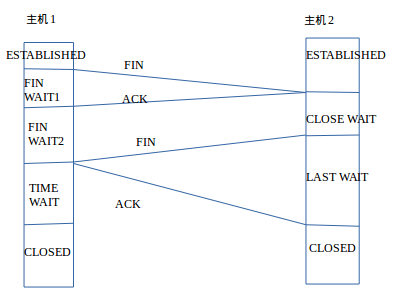 主机1
主机2
ESTABLISHED
FIN
ESTABLISHED
FIN
WAIT1
ACK
CLOSE WAIT
FIN
WAIT2
FIN
LAST WAIT
TIME
WAIT
ACK
CLOSED
CLOSED